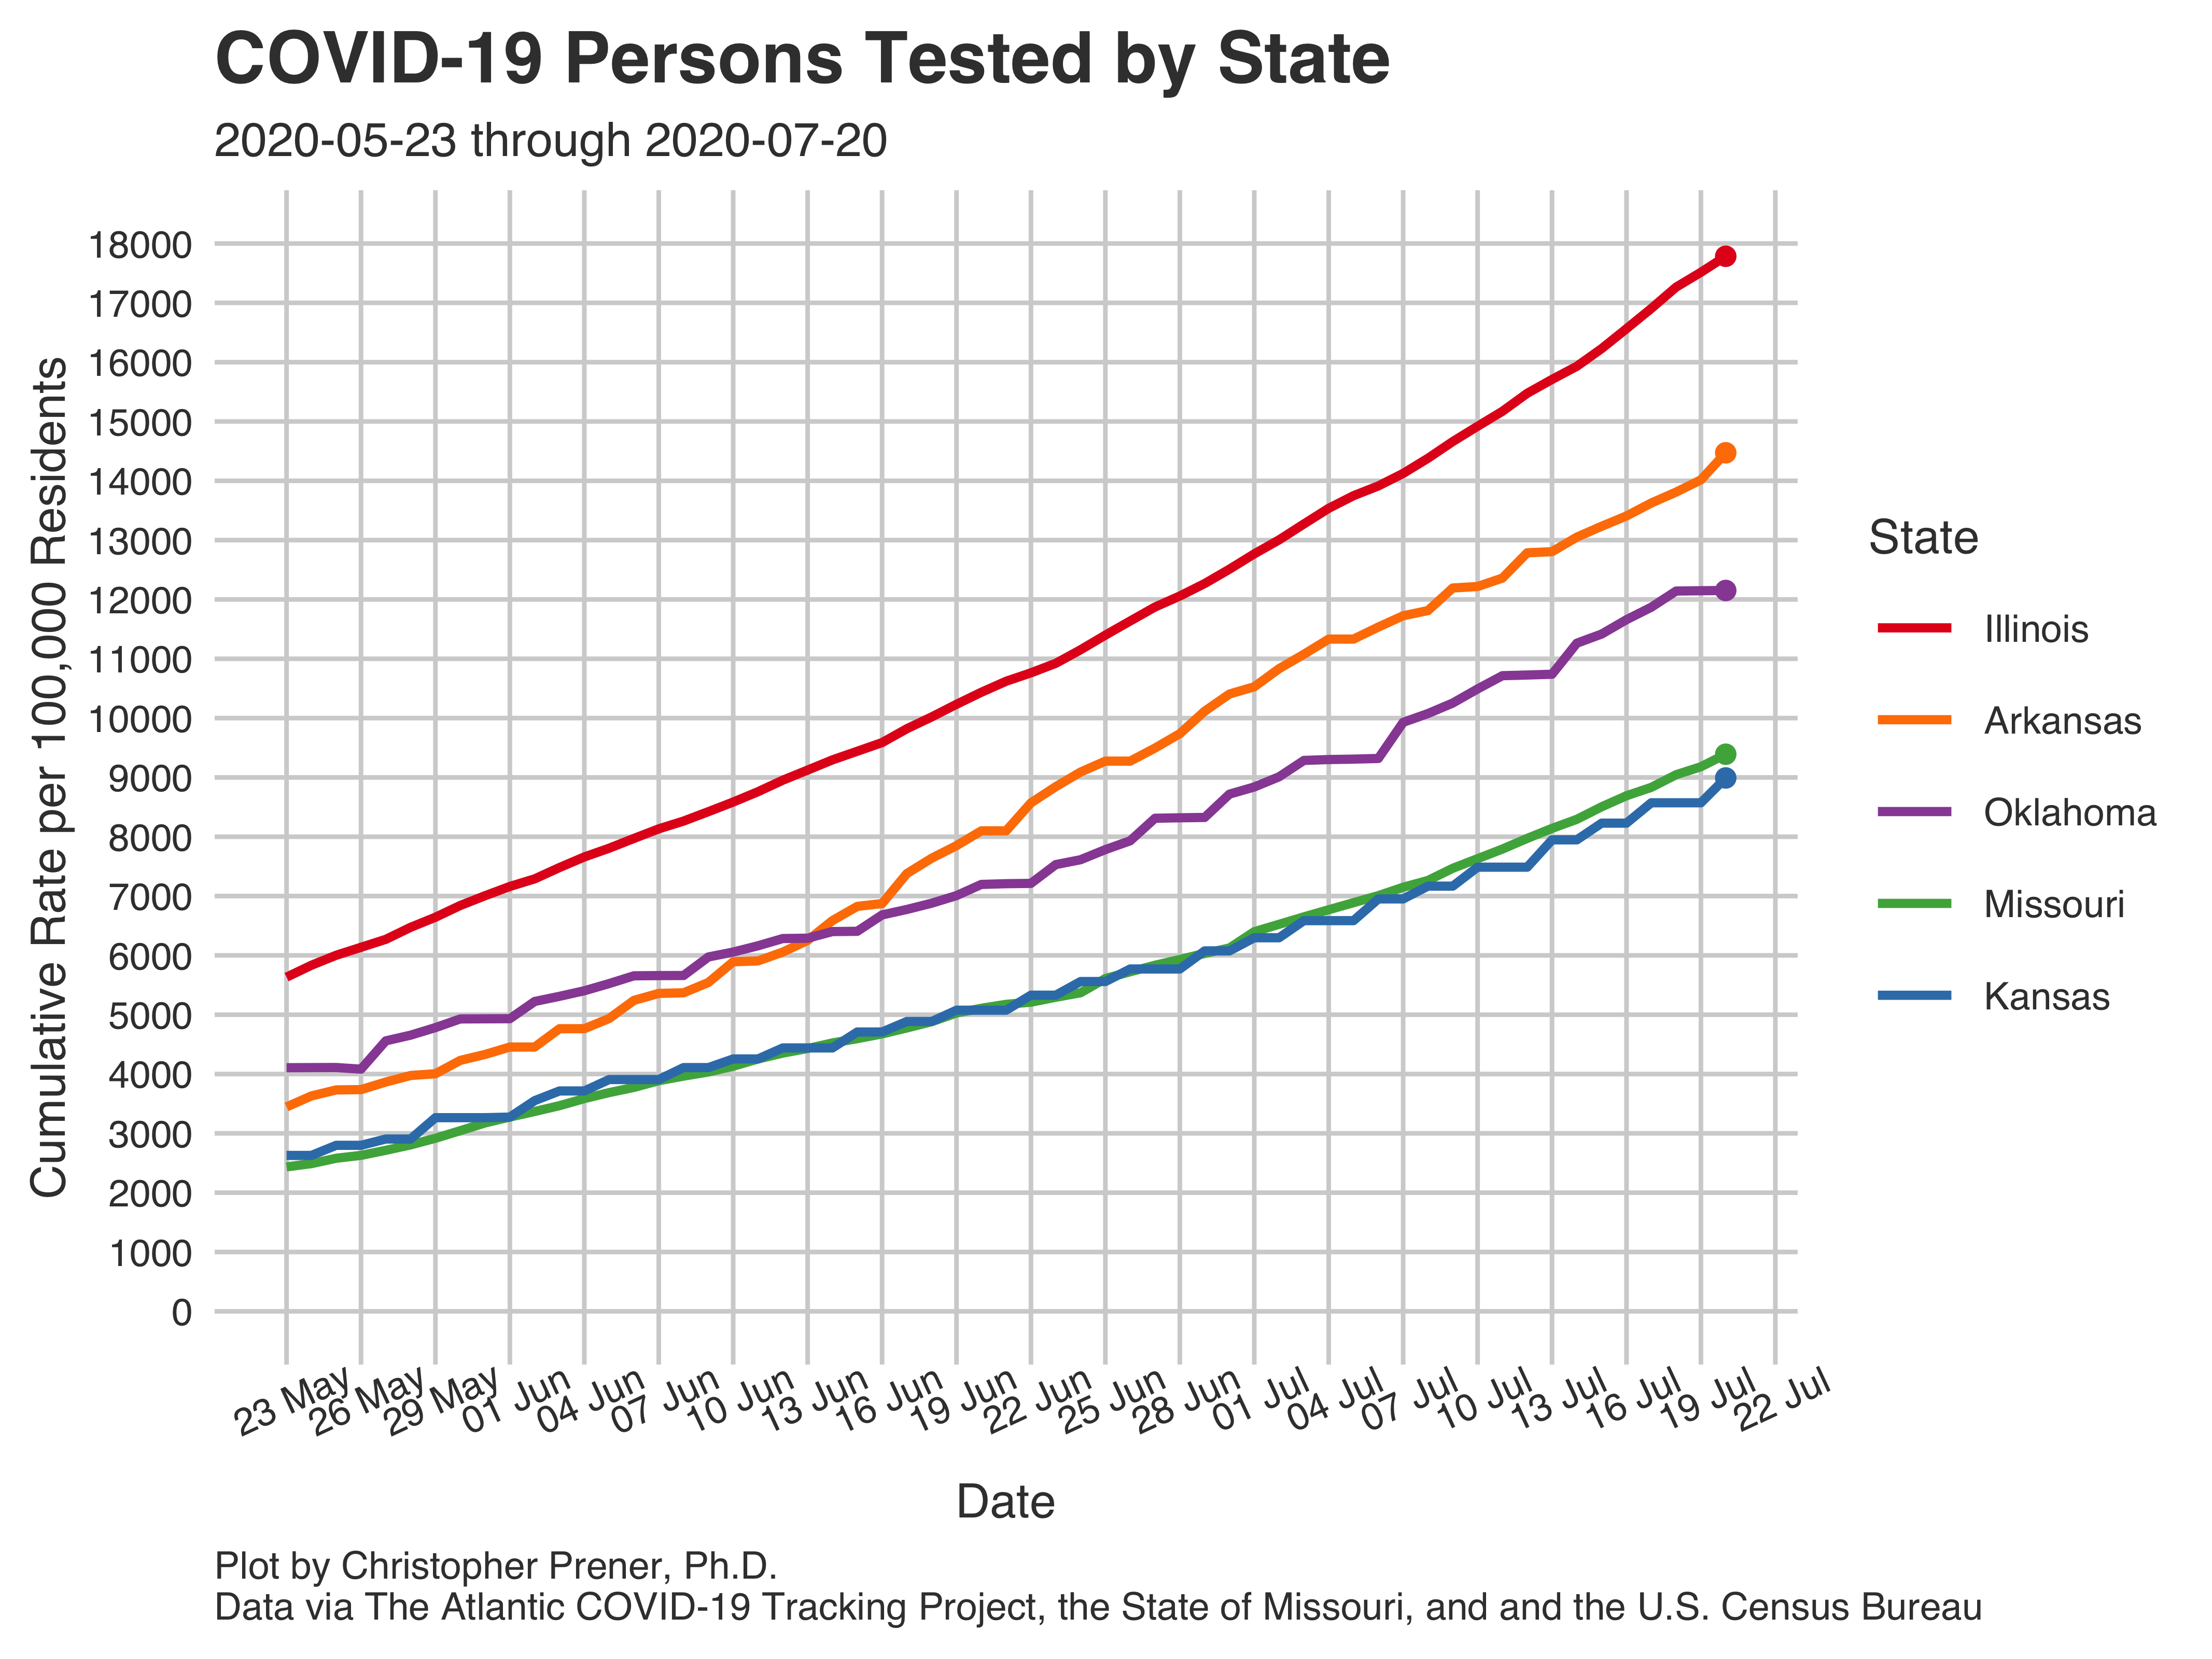 COVID-19 Persons Tested by State
2020-05-23 through 2020-07-20
Cumulative Rate per 100,000 Residents
18000
17000
16000
15000
14000
13000
12000
11000
10000
9000
8000
7000
6000
5000
4000
3000
2000
1000
0
23 May
26 May
29 May
01 Jun
04 Jun
07 Jun
10 Jun
13 Jun
16 Jun
19 Jun
22 Jun
25 Jun
28 Jun
01 Jul
04 Jul
07 Jul
10 Jul
13 Jul
16 Jul
19 Jul
22 Jul
Date
State
Illinois
Arkansas
Oklahoma
Missouri
Kansas
Plot by Christopher Prener, Ph.D.
Data via The Atlantic COVID-19 Tracking Project, the State of Missouri, and and the U.S. Census Bureau